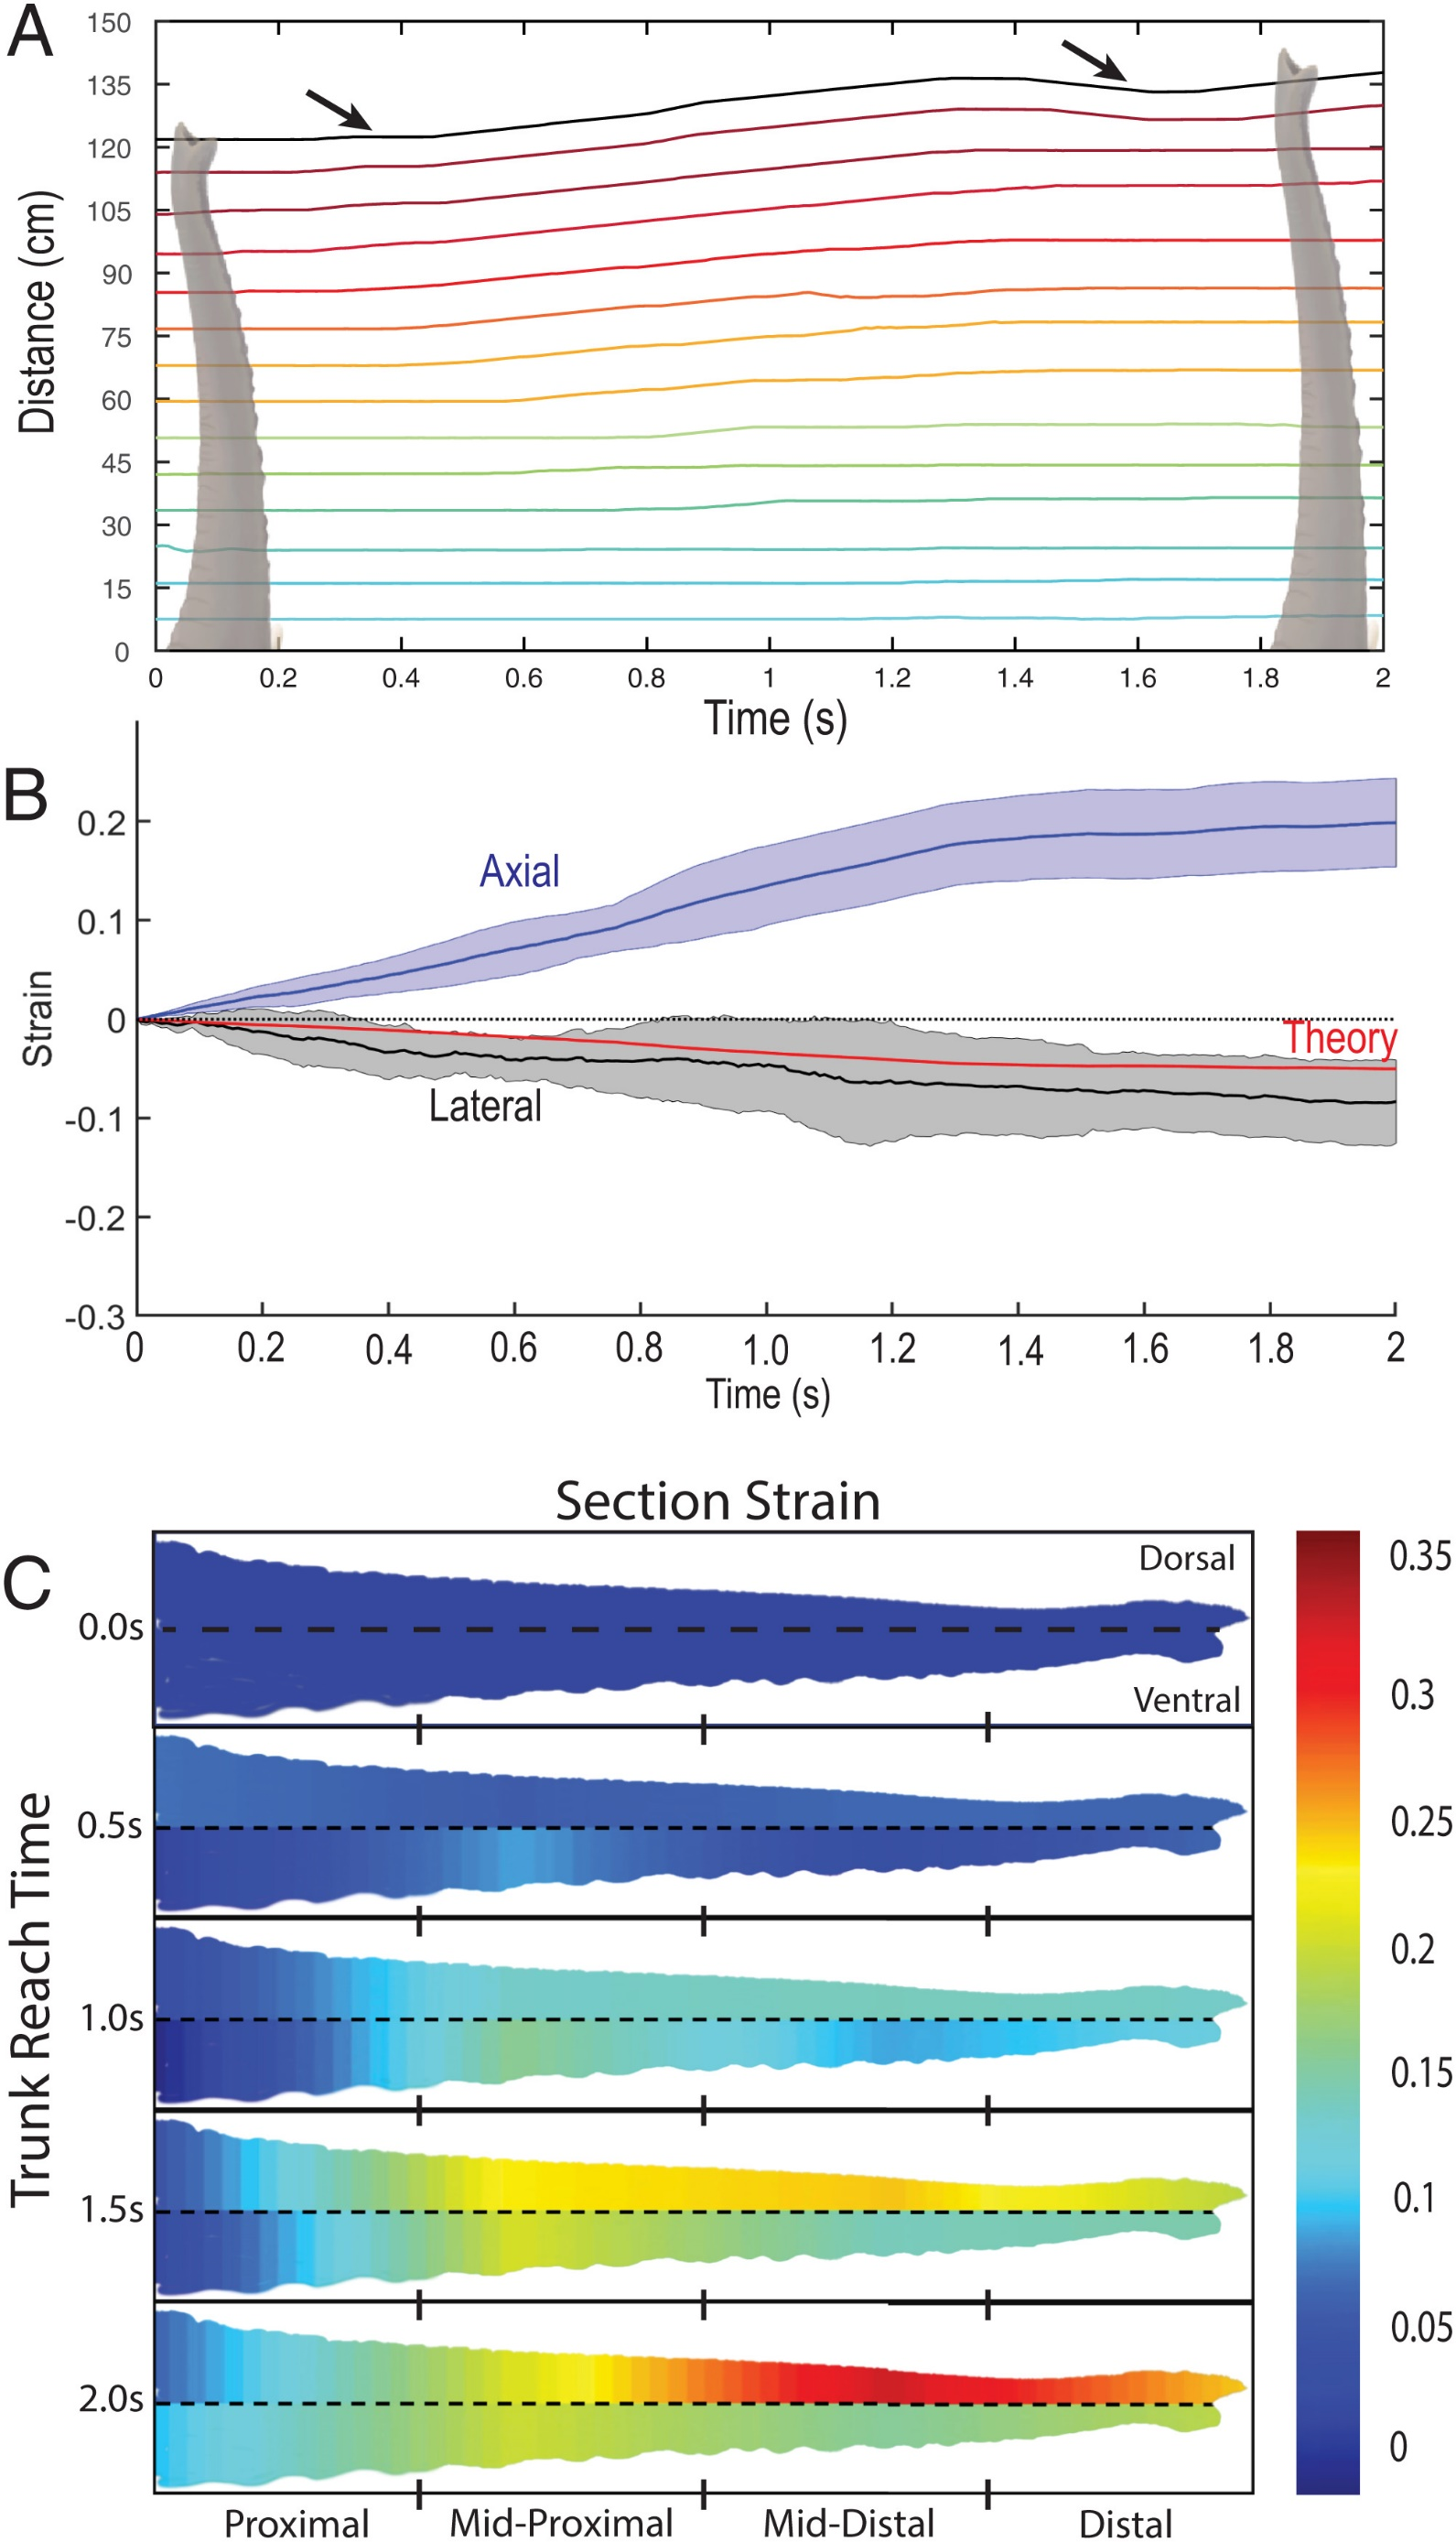 A
150
135
120
105
90
75
60
45
30
15
0
Distance (cm)
0 0.2 0.4 0.6 0.8 1 1.2 1.4 1.6 1.8 2
Time (s)
B
0.2
0.1
0
-0.1
-0.2
-0.3
Strain
Axial
Theory
Lateral
0 0.2 0.4 0.6 0.8 1.0 1.2 1.4 1.6 1.8 2
Time (s)
Section Strain
C
Dorsal
Ventral
0.0s
0.5s
1.0s
1.5s
2.0s
Trunk Reach Time
Proximal Mid-Proximal Mid-Distal Distal
0.35
0.3
0.25
0.2
0.15
0.1
0.05
0